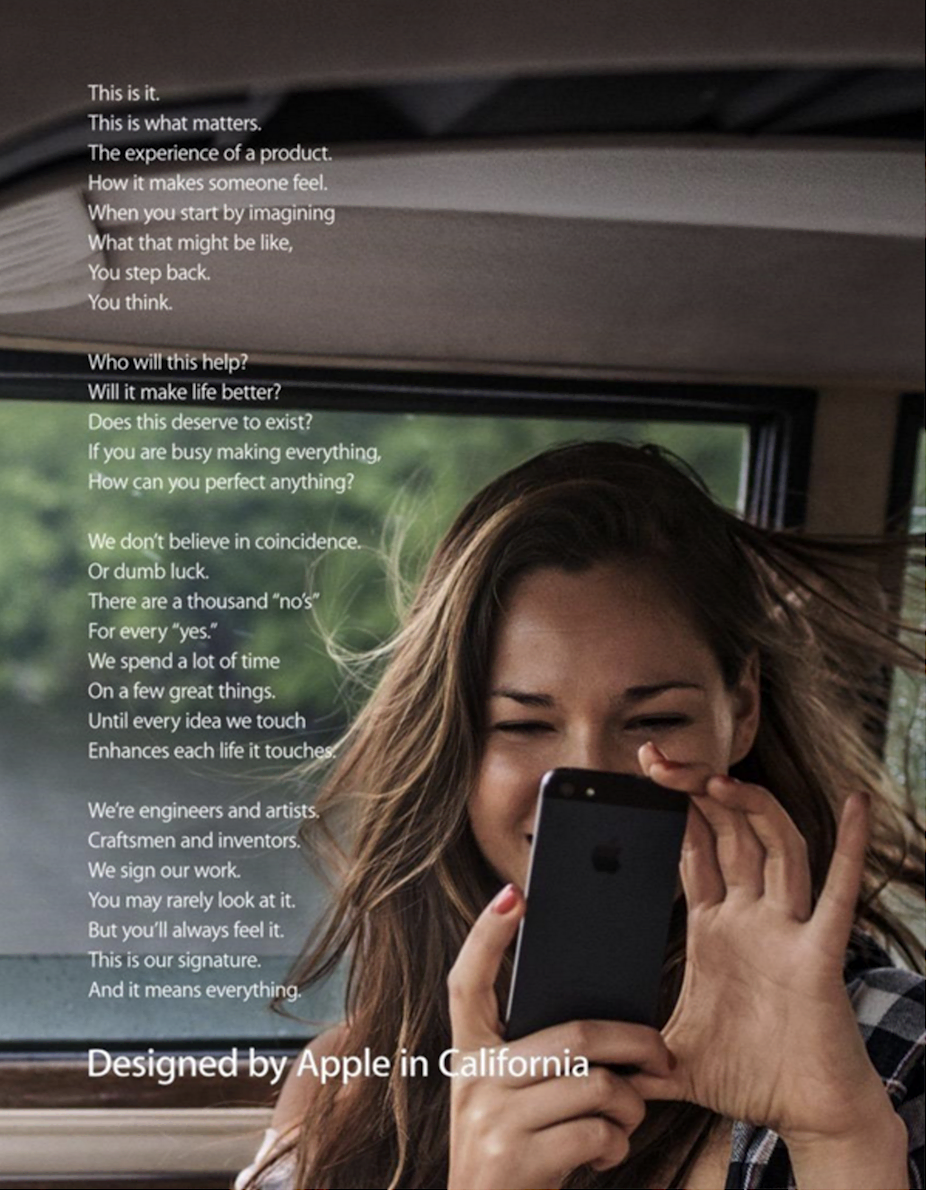 This is it.
This is what matters.
The experience of a product.
How it makes someone feel.
When you start by imagining
What that might be like,
You step back.
You think.
Who will this help?
Will it make life better?
Does this deserve to exist?
If you are busy making everything,
How can you perfect anything?
We don’t believe in coincidence.
Or dumb luck.
There are a thousand “no’s”
For every “yes.”
We spend a lot of time
On a few great things.
Until every idea we touch
Enhances each life it touches.
We’re engineers and artists.
Craftsmen and inventors.
We sign our work.
You may rarely look at it.
But you’ll always feel it.
This is our signature.
And it means everything.
Designed by Apple in California